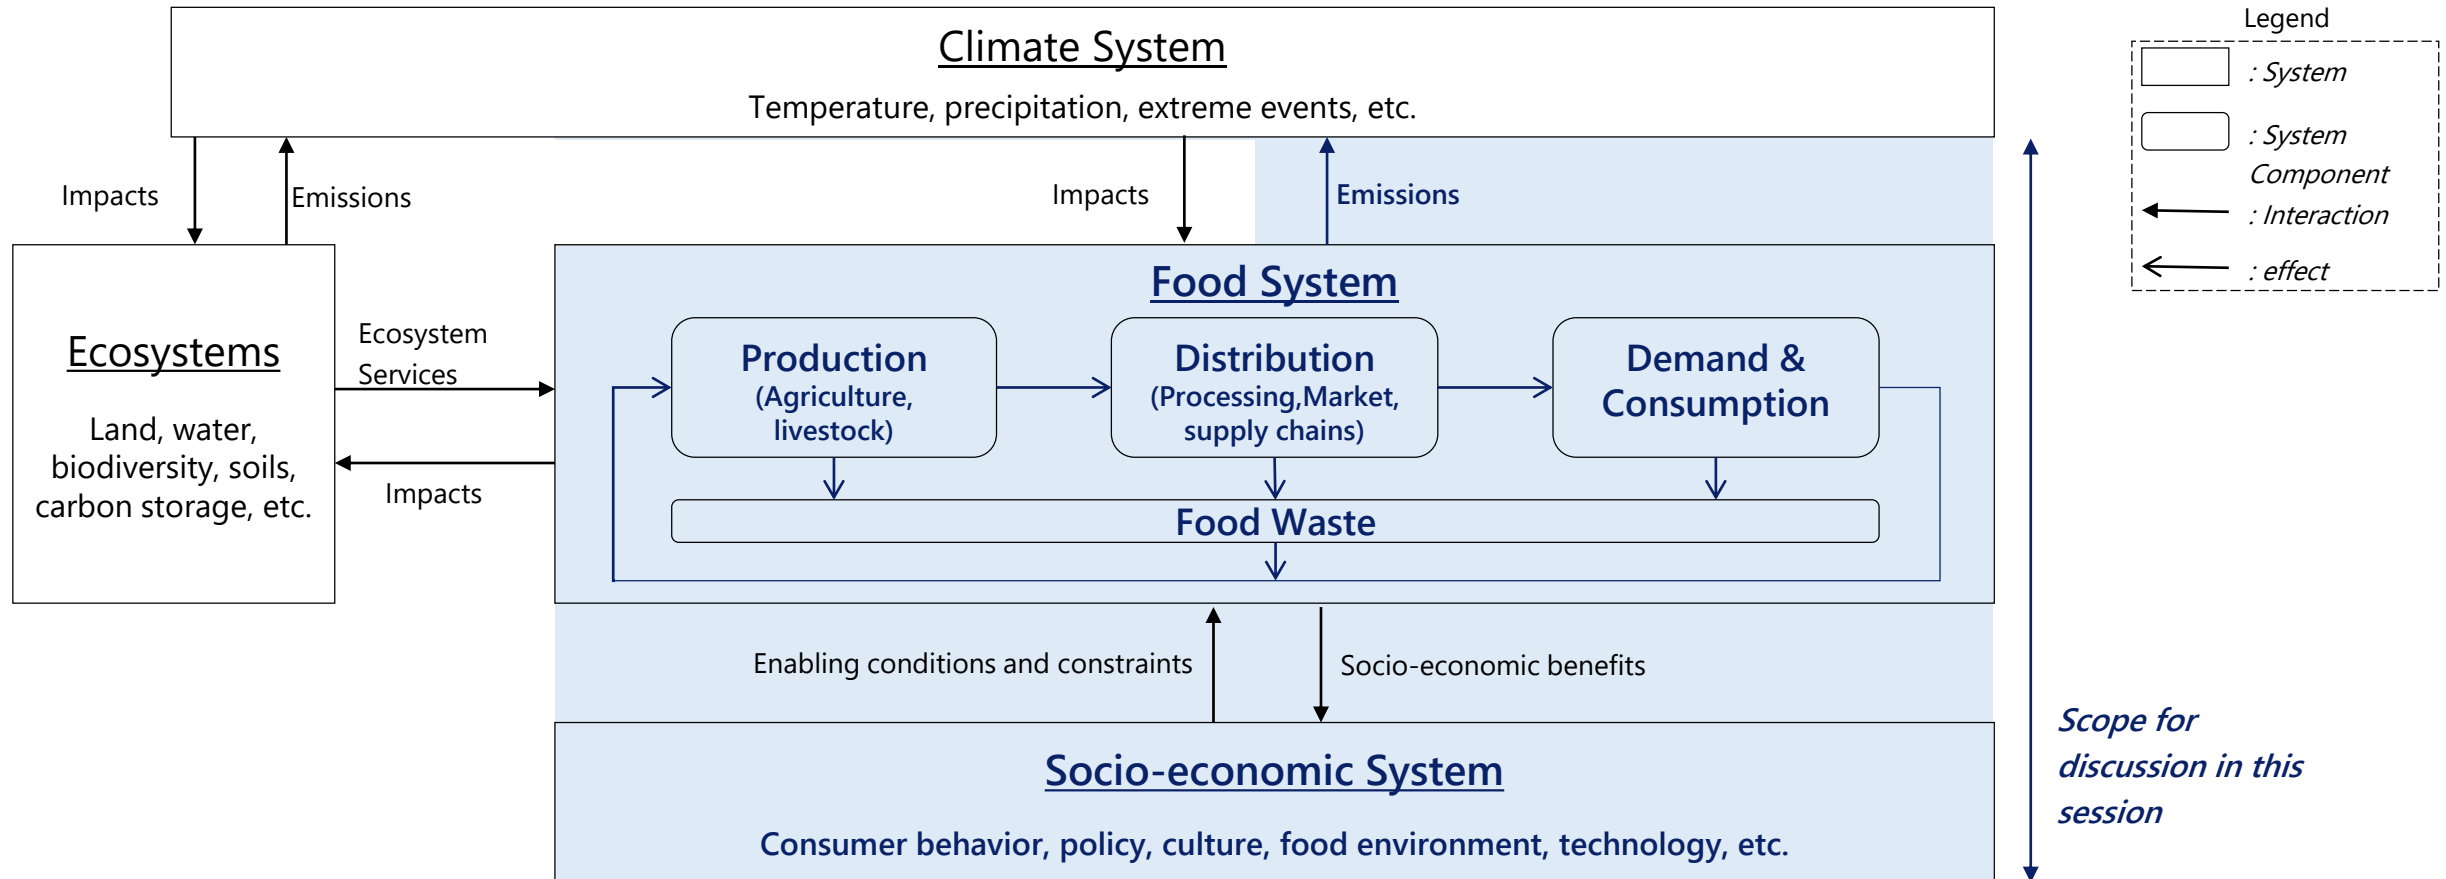 Climate System
Temperature, precipitation, extreme events, etc.
Legend
: System
: System
Component
: Interaction
: effect
Impacts
Emissions
Impacts
Emissions
Ecosystems
Land, water,
biodiversity, soils,
carbon storage, etc.
Ecosystem
Services
Impacts
Food System
Production
(Agriculture,
livestock)
Distribution
(Processing,Market,
supply chains)
Demand &
Consumption
Food Waste
Enabling conditions and constraints
Socio-economic benefits
Socio-economic System
Consumer behavior, policy, culture, food environment, technology, etc.
Scope for
discussion in this
session